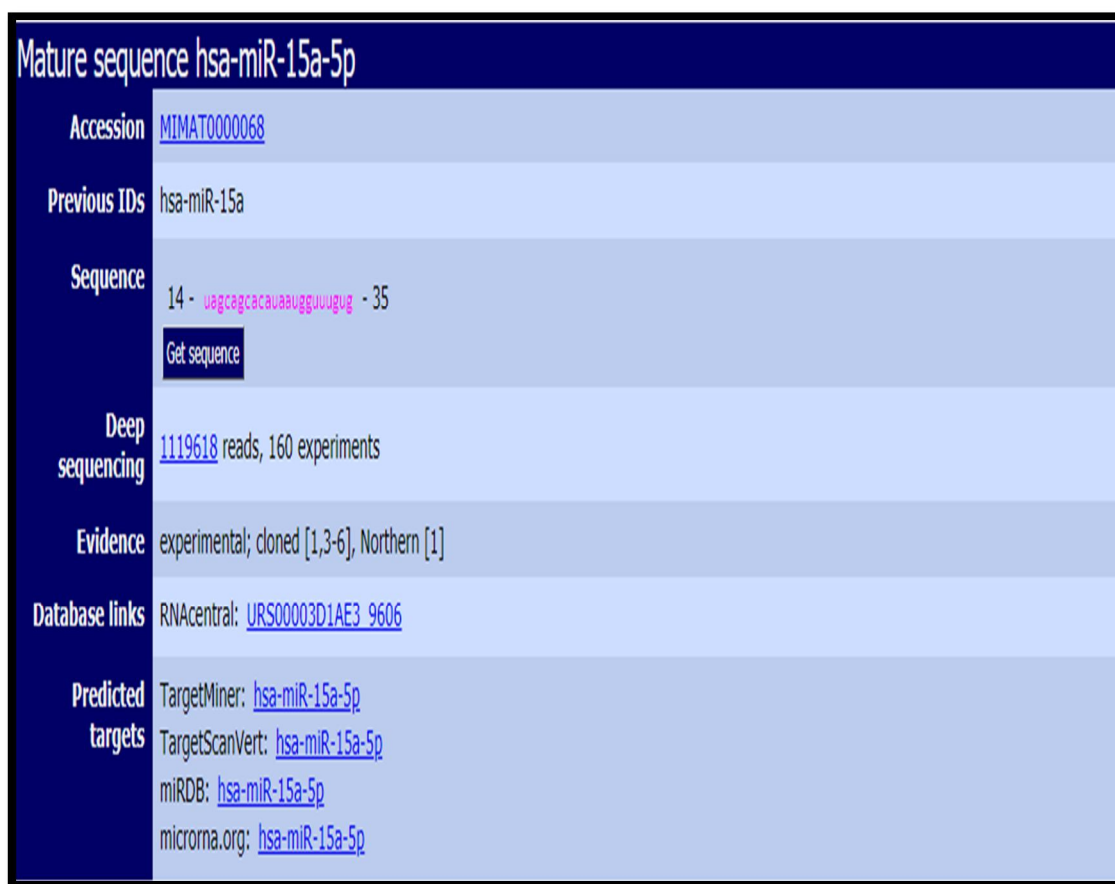 Mature sequence hsa-miR-15a-5p
Accession MIMAT0000068
Previous IDs hsa-miR-15a
Sequence
14 - uagcagcacauaaugguuugug - 35
Get sequence
Deep sequencing 1119618 reads, 160 experiments
Evidence experimental; cloned [1,3-6], Northern [1]
Database links RNAcentral: URS00003D1AE3_9606
Predicted targets TargetMiner: hsa-miR-15a-5p
TargetScanVert: hsa-miR-15a-5p
miRDB: hsa-miR-15a-5p
microrna.org: hsa-miR-15a-5p